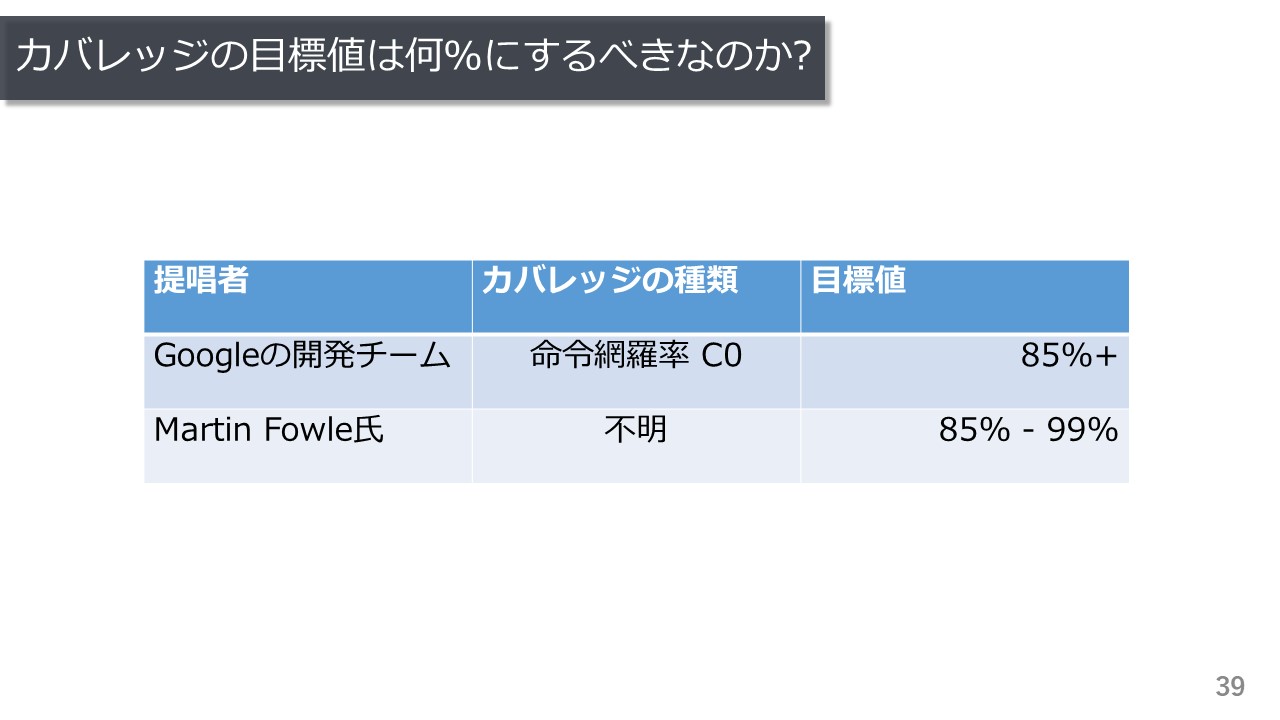 カバレッジの目標値は何%にするべきなのか?
提唱者 カバレッジの種類 目標値
Googleの開発チーム 命令網羅率 C0 85%+
Martin Fowle氏 不明 85% - 99%
39